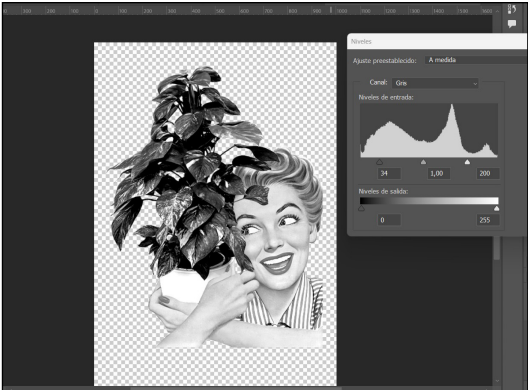 Niveles
Ajuste preestablecido: A medida
Canal: Gris
Niveles de entrada:
34 1,00 200
Niveles de salida:
0 255